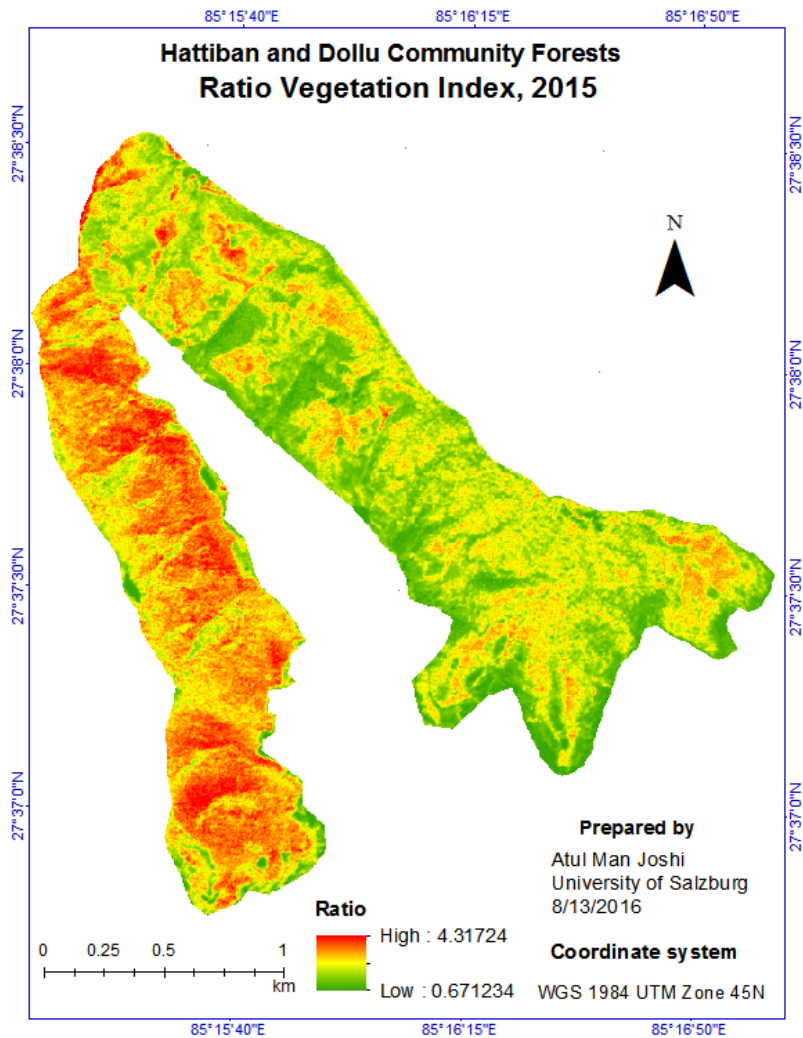 85°15'40"E
85°16'15"E
85°16'50"E
Hattiban and Dollu Community Forests
Ratio Vegetation Index, 2015
27°38'30"N
27°38'30"N
N
27°38'0"N
27°38'0"N
27°37'30"N
27°37'30"N
27°37'0"N
27°37'0"N
Prepared by
Atul Man Joshi
University of Salzburg
8/13/2016
Ratio
High : 4.31724
Low : 0.671234
0 0.25 0.5 1
km
Coordinate system
WGS 1984 UTM Zone 45N
85°15'40"E
85°16'15"E
85°16'50"E